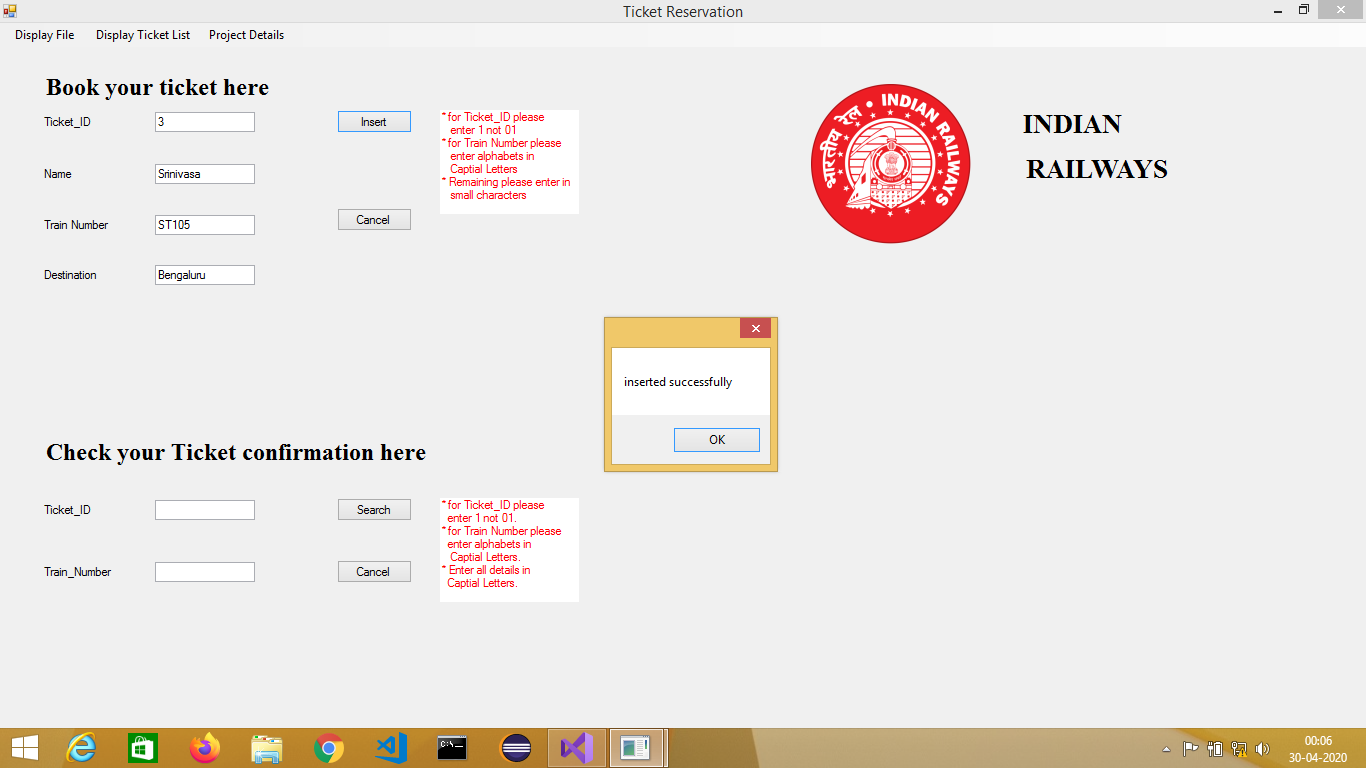 Ticket Reservation
Display File Display Ticket List Project Details
Book your ticket here
Ticket_ID 3 Insert
* for Ticket_ID please
enter 1 not 01
* for Train Number please
enter alphabets in
Captial Letters
* Remaining please enter in
small characters
Name Srinivasa
Train Number ST105 Cancel
Destination Bengaluru
भारतीय रेल • INDIAN RAILWAYS
INDIAN
RAILWAYS
inserted successfully
OK
Check your Ticket confirmation here
Ticket_ID Search
* for Ticket_ID please
enter 1 not 01.
* for Train Number please
enter alphabets in
Captial Letters.
* Enter all details in
Captial Letters.
Train_Number Cancel
C:\
00:06
30-04-2020